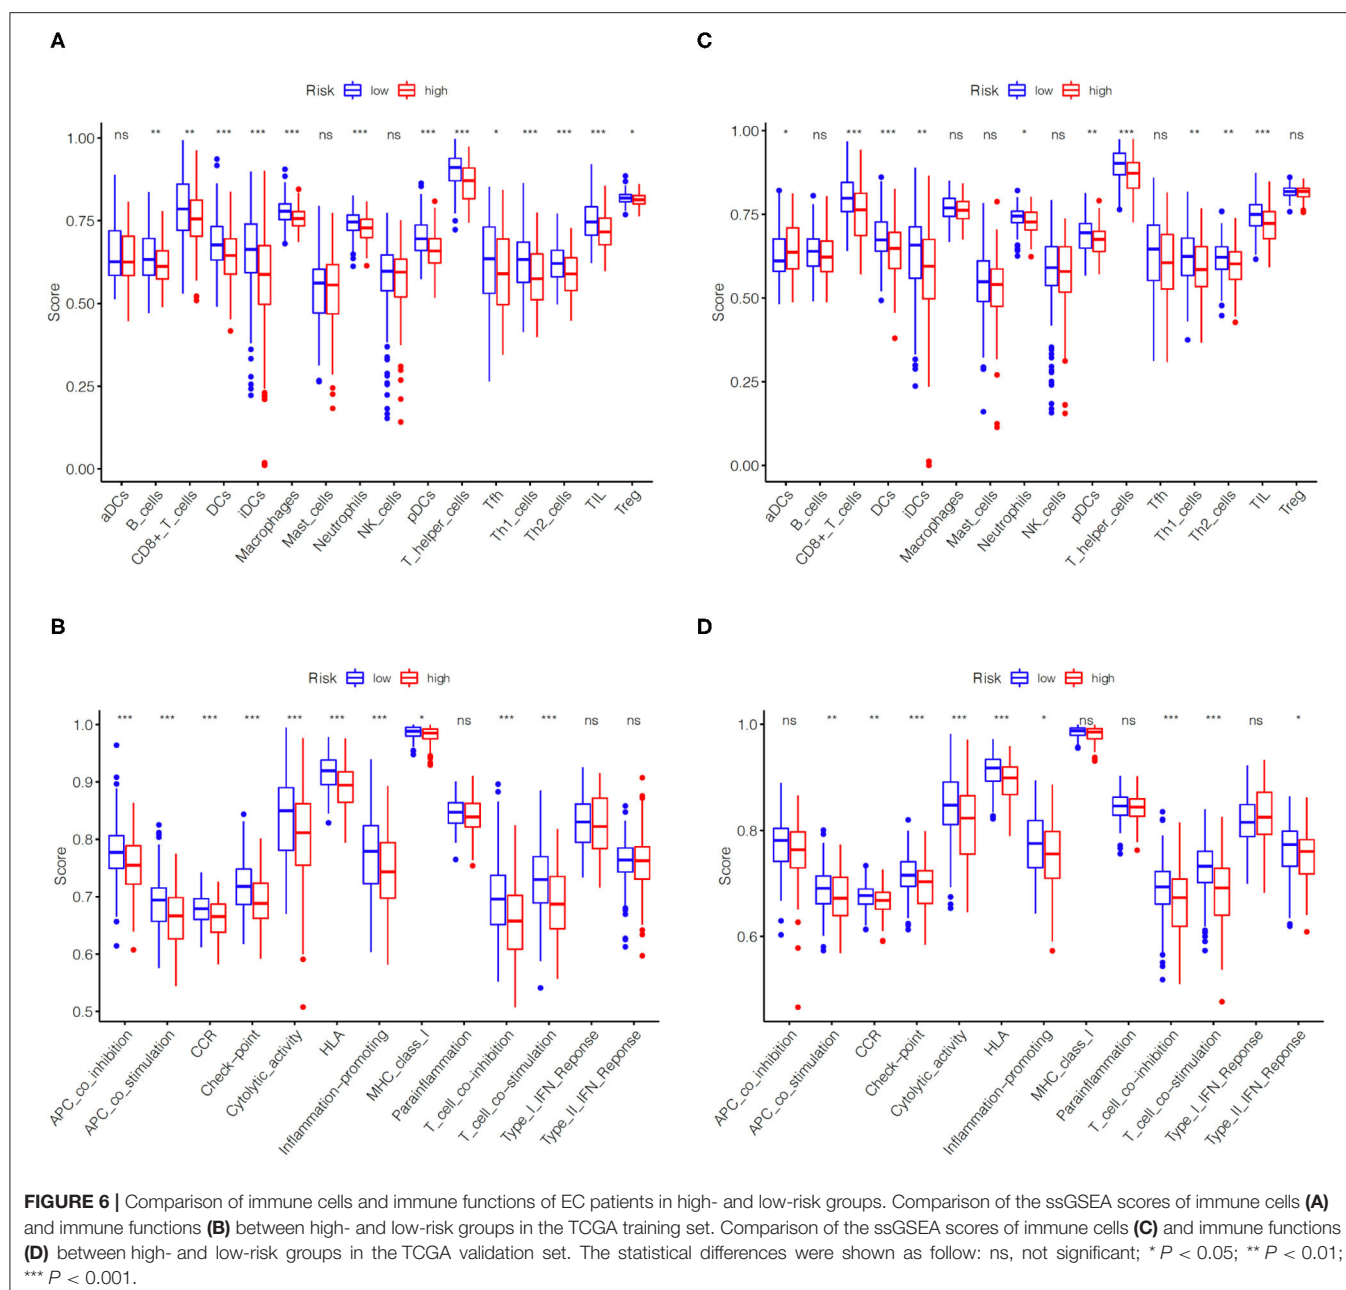 A
Risk low high
ns ** ** *** *** *** ns *** ns *** *** * *** *** *** *
1.00
0.75
0.50
0.25
0.00
Score
aDCs
B_cells
CD8+_T_cells
DCs
iDCs
Macrophages
Mast_cells
Neutrophils
NK_cells
pDCs
T_helper_cells
Tfh
Th1_cells
Th2_cells
TIL
Treg
C
Risk low high
* ns *** *** ** ns ns * ns ** *** ns ** ** *** ns
1.00
0.75
0.50
0.25
0.00
Score
aDCs
B_cells
CD8+_T_cells
DCs
iDCs
Macrophages
Mast_cells
Neutrophils
NK_cells
pDCs
T_helper_cells
Tfh
Th1_cells
Th2_cells
TIL
Treg
B
Risk low high
*** *** *** *** *** *** *** * ns *** *** ns ns
1.0
0.9
0.8
0.7
0.6
0.5
Score
APC_co_inhibition
APC_co_stimulation
CCR
Check-point
Cytolytic_activity
HLA
Inflammation-promoting
MHC_class_I
Parainflammation
T_cell_co-inhibition
T_cell_co-stimulation
Type_I_IFN_Reponse
Type_II_IFN_Reponse
D
Risk low high
ns ** ** *** *** *** * ns ns *** *** ns *
1.0
0.8
0.6
Score
APC_co_inhibition
APC_co_stimulation
CCR
Check-point
Cytolytic_activity
HLA
Inflammation-promoting
MHC_class_I
Parainflammation
T_cell_co-inhibition
T_cell_co-stimulation
Type_I_IFN_Reponse
Type_II_IFN_Reponse
FIGURE 6 | Comparison of immune cells and immune functions of EC patients in high- and low-risk groups. Comparison of the ssGSEA scores of immune cells (A)
and immune functions (B) between high- and low-risk groups in the TCGA training set. Comparison of the ssGSEA scores of immune cells (C) and immune functions
(D) between high- and low-risk groups in the TCGA validation set. The statistical differences were shown as follow: ns, not significant; * P < 0.05; ** P < 0.01;
*** P < 0.001.